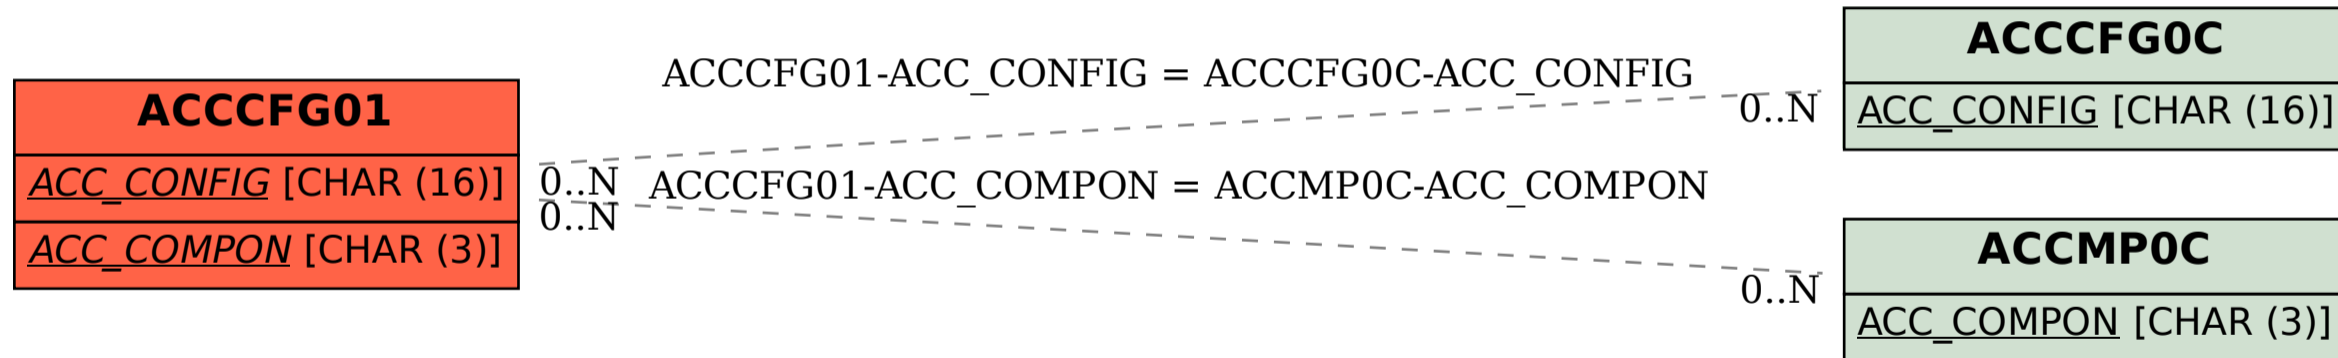 ACCCFG01
ACC_CONFIG [CHAR (16)]
ACC_COMPON [CHAR (3)]
ACCCFG01-ACC_CONFIG = ACCCFG0C-ACC_CONFIG
0..N
0..N
ACCCFG01-ACC_COMPON = ACCMP0C-ACC_COMPON
0..N
0..N
ACCCFG0C
ACC_CONFIG [CHAR (16)]
ACCMP0C
ACC_COMPON [CHAR (3)]